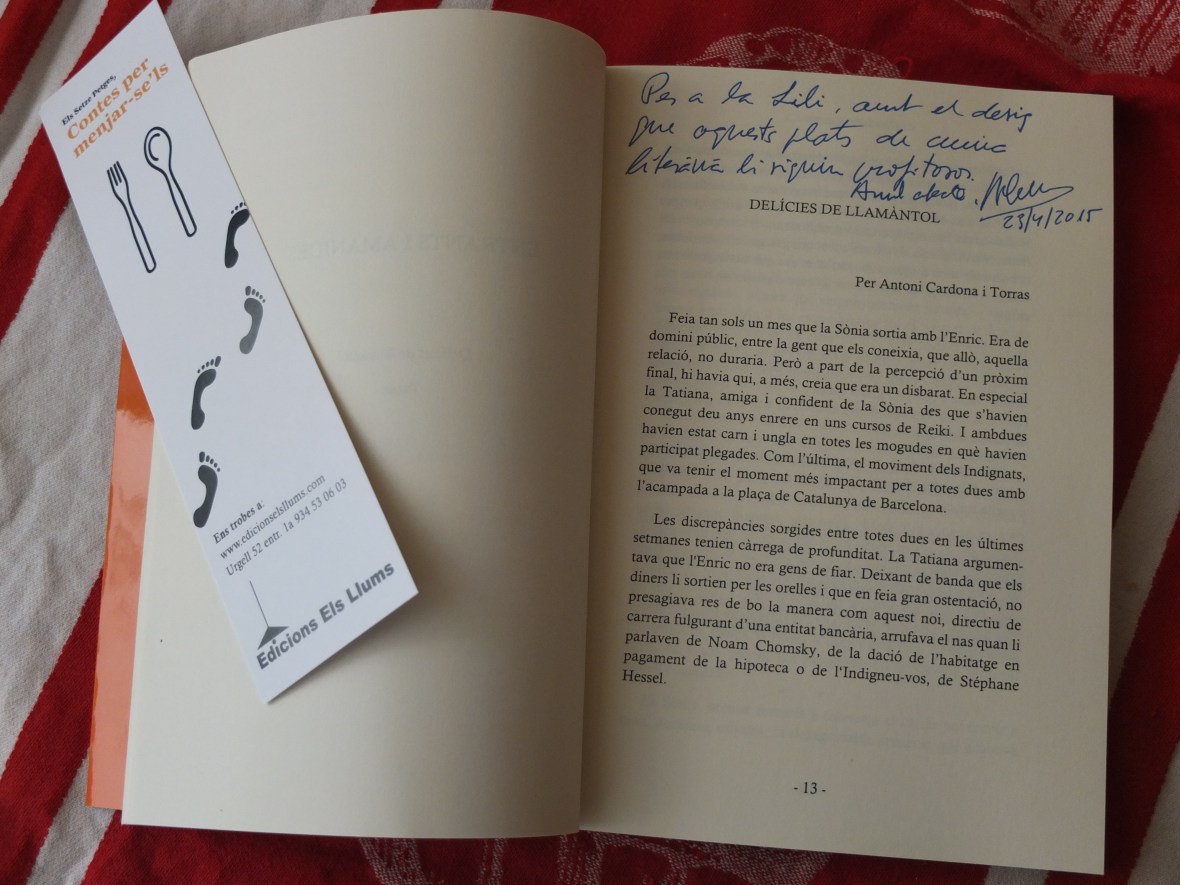 Els Setze Petges,
Contes per
menjar-se'ls
Ens trobes a:
www.edicionselsllums.com
Urgell 52 entr. 1a 934 53 06 03
Edicions Els Llums
Per a la Lili, amb el desig
que aquests plats de cuina
literària li siguin profitosos.
Amb afecte,
23/4/2015
DELÍCIES DE LLAMÀNTOL
Per Antoni Cardona i Torras
Feia tan sols un mes que la Sònia sortia amb l'Enric. Era de
domini públic, entre la gent que els coneixia, que allò, aquella
relació, no duraria. Però a part de la percepció d'un pròxim
final, hi havia qui, a més, creia que era un disbarat. En especial
la Tatiana, amiga i confident de la Sònia des que s'havien
conegut deu anys enrere en uns cursos de Reiki. I ambdues
havien estat carn i ungla en totes les mogudes en què havien
participat plegades. Com l'última, el moviment dels Indignats,
que va tenir el moment més impactant per a totes dues amb
l'acampada a la plaça de Catalunya de Barcelona.
Les discrepàncies sorgides entre totes dues en les últimes
setmanes tenien càrrega de profunditat. La Tatiana argumen-
tava que l'Enric no era gens de fiar. Deixant de banda que els
diners li sortien per les orelles i que en feia gran ostentació, no
presagiava res de bo la manera com aquest noi, directiu de
carrera fulgurant d'una entitat bancària, arrufava el nas quan li
parlaven de Noam Chomsky, de la dació de l'habitatge en
pagament de la hipoteca o de l'Indigneu-vos, de Stéphane
Hessel.
- 13 -